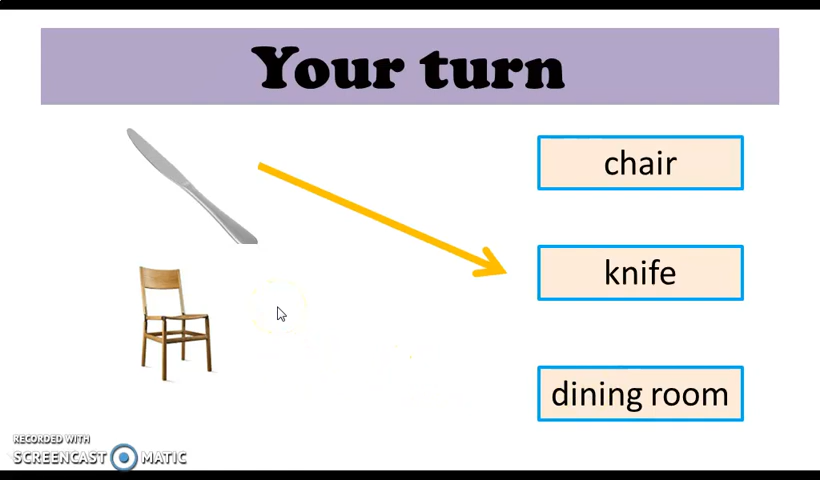 Your turn
chair
knife
dining room
RECORDED WITH
SCREENCAST MATIC